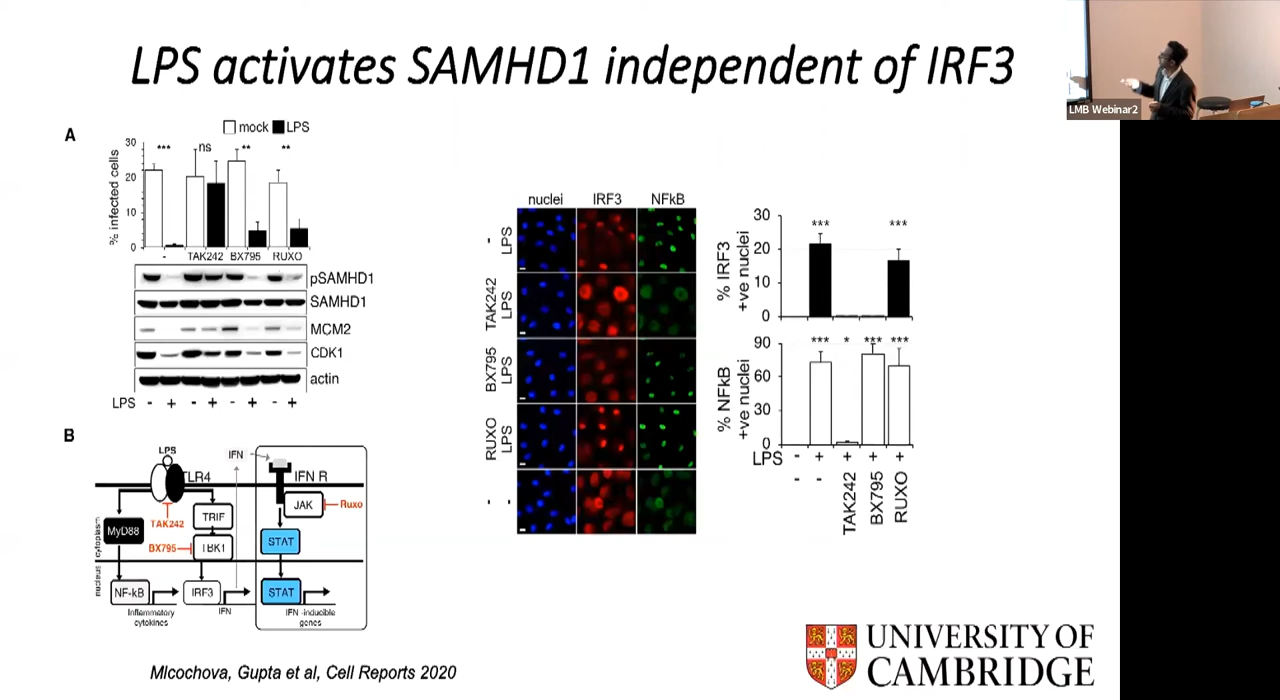 LPS activates SAMHD1 independent of IRF3
LMB Webinar2
A
mock LPS
% infected cells
30
20
10
0
*** ns ** **
- TAK242 BX795 RUXO
pSAMHD1
SAMHD1
MCM2
CDK1
actin
LPS - + - + - + - +
B
LPS
TLR4
IFN
IFN R
JAK
Ruxo
TAK242
MyD88
TRIF
BX795
TBK1
STAT
cytoplasm
nucleus
NF-kB
IRF3
STAT
Inflammatory
cytokines
IFN
IFN -inducible
genes
nuclei IRF3 NFkB
- LPS
TAK242 LPS
BX795 LPS
RUXO LPS
- -
% IRF3
+ve nuclei
30
20
10
0
*** ***
% NFkB
+ve nuclei
90
60
30
0
*** * *** ***
LPS - + + + +
- - TAK242 BX795 RUXO
Mlcochova, Gupta et al, Cell Reports 2020
UNIVERSITY OF
CAMBRIDGE